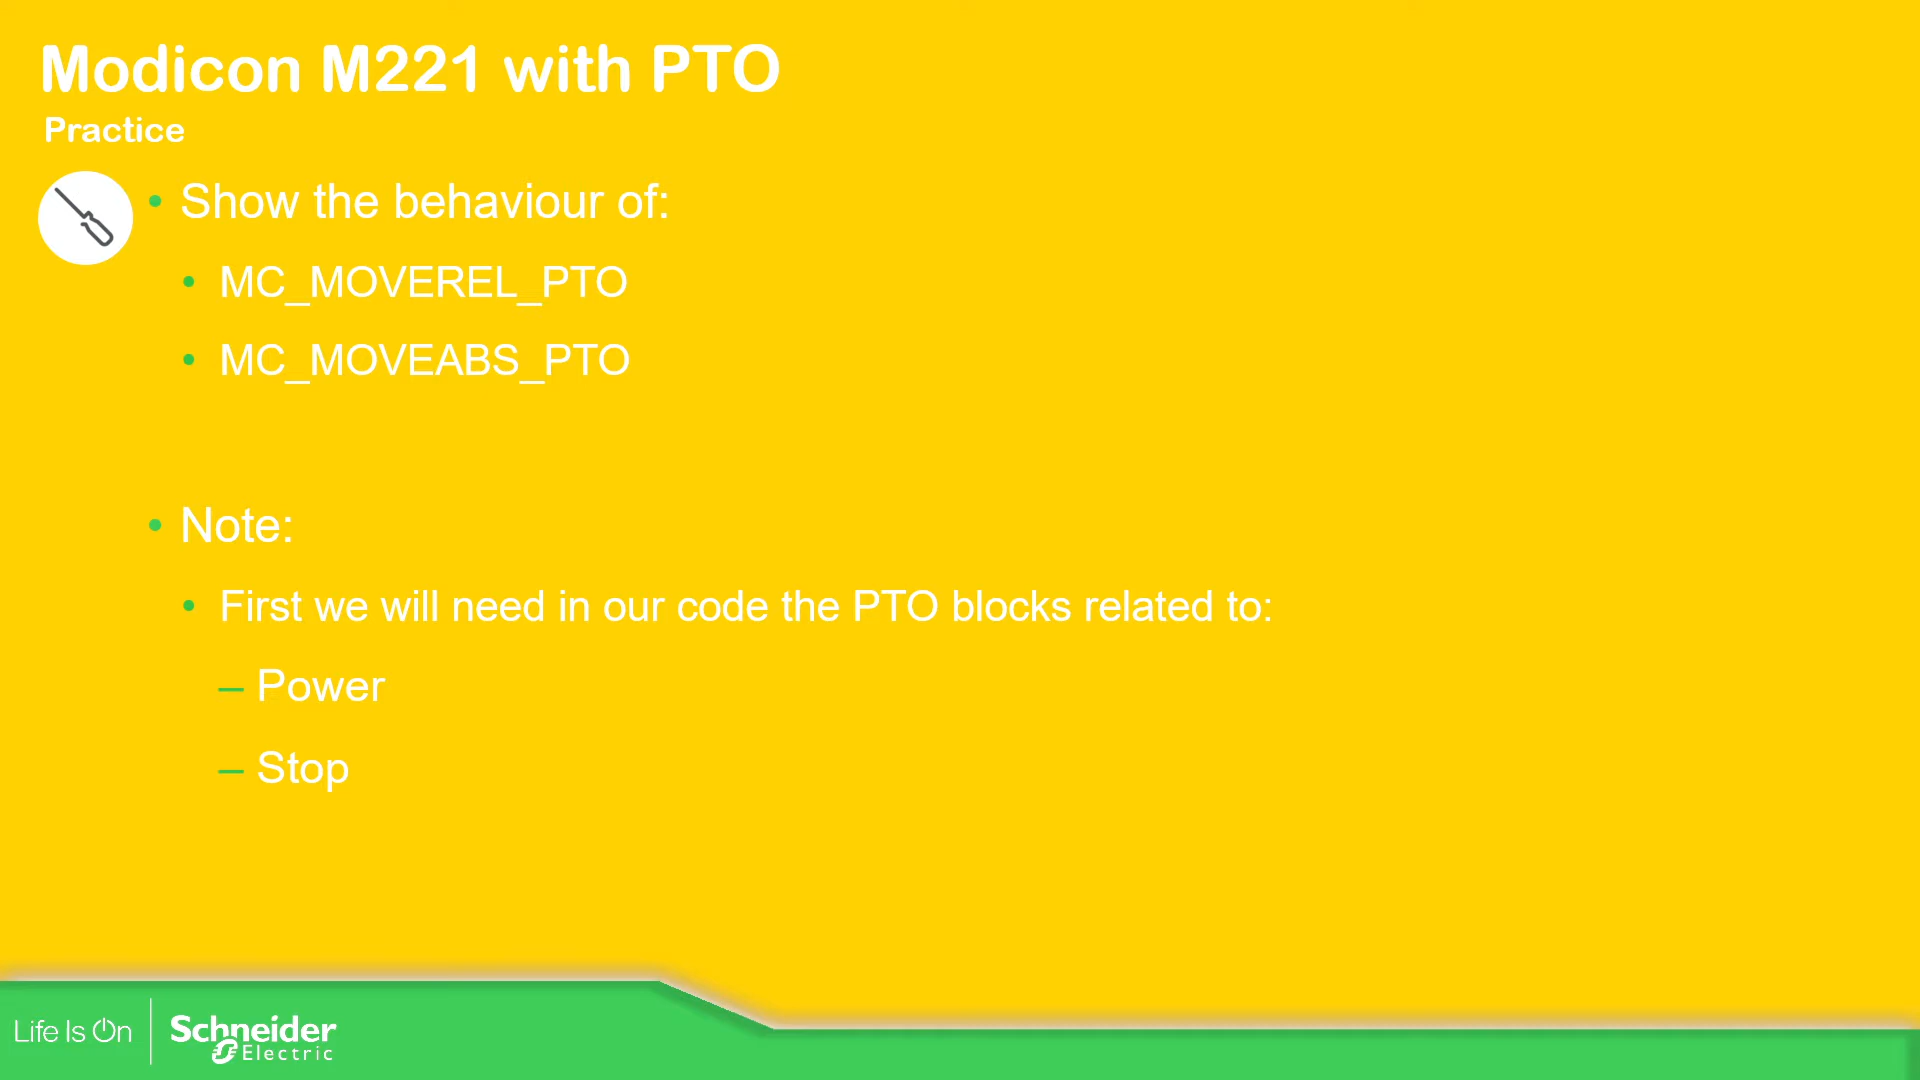 Modicon M221 with PTO
Practice
• Show the behaviour of:
• MC_MOVEREL_PTO
• MC_MOVEABS_PTO
• Note:
• First we will need in our code the PTO blocks related to:
– Power
– Stop
Life Is On
Schneider
Electric